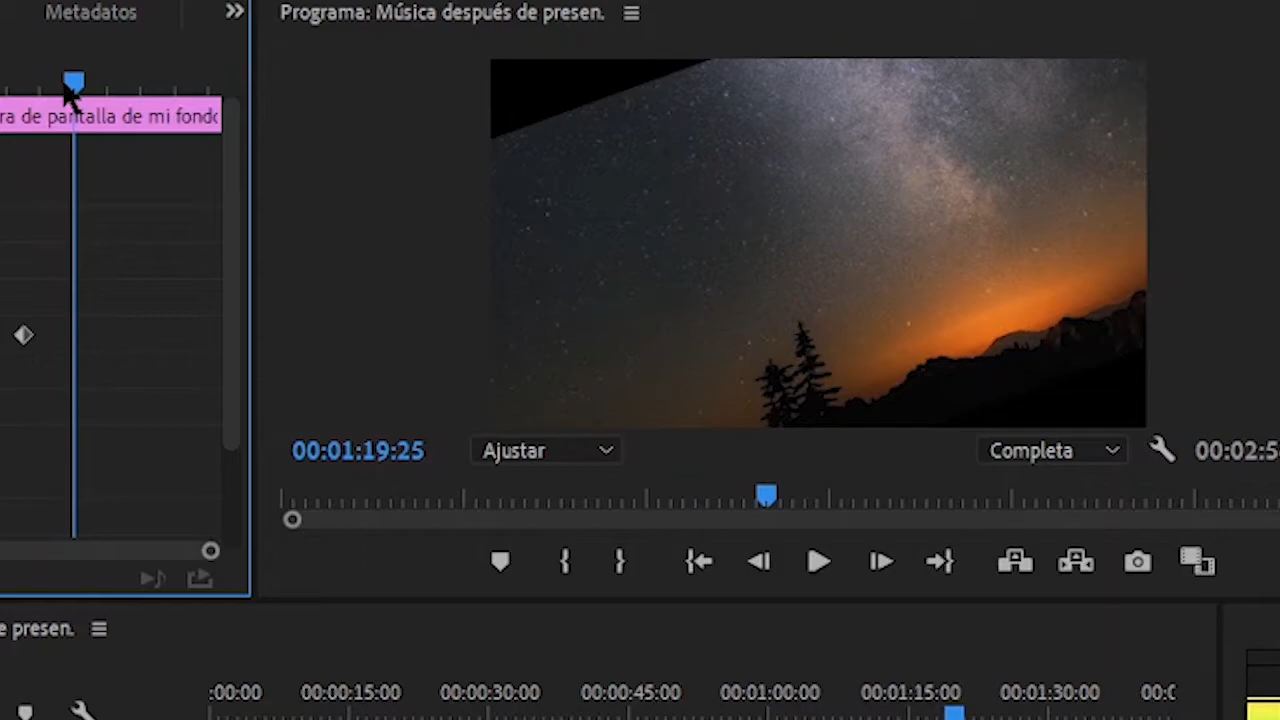 Metadatos
Programa: Música después de presen.
ra de pantalla de mi fondo
00:01:19:25
Ajustar
Completa
00:02:5
e presen.
:00:00
00:00:15:00
00:00:30:00
00:00:45:00
00:01:00:00
00:01:15:00
00:01:30:00
00:0